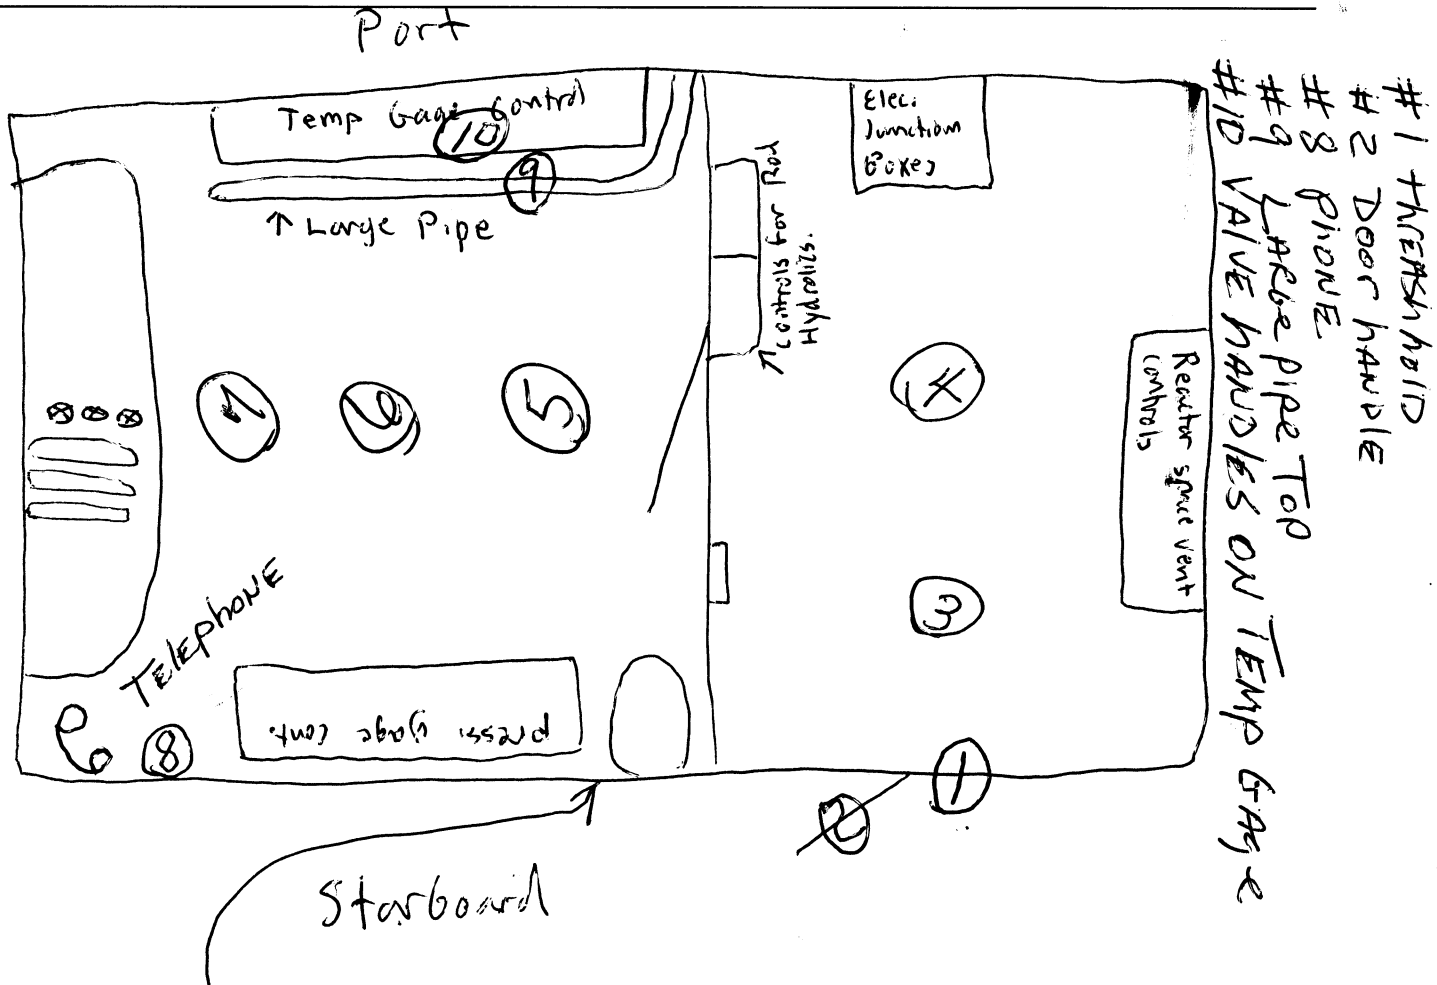 Port
Temp Gage Control
10
9
↑ Large Pipe
Elec.
Junction
Boxes
↑ Controls for Rod
Hydrolics.
Reactor space vent
controls
7
6
5
4
3
TELEPhONE
8
press. gage cont.
1
2
Starboard
#1 thrEAShholD
#2 Door hANDlE
#8 PhONE
#9 LARGe PiPe Top
#10 VAlVE hANDlES ON TEMP GAge